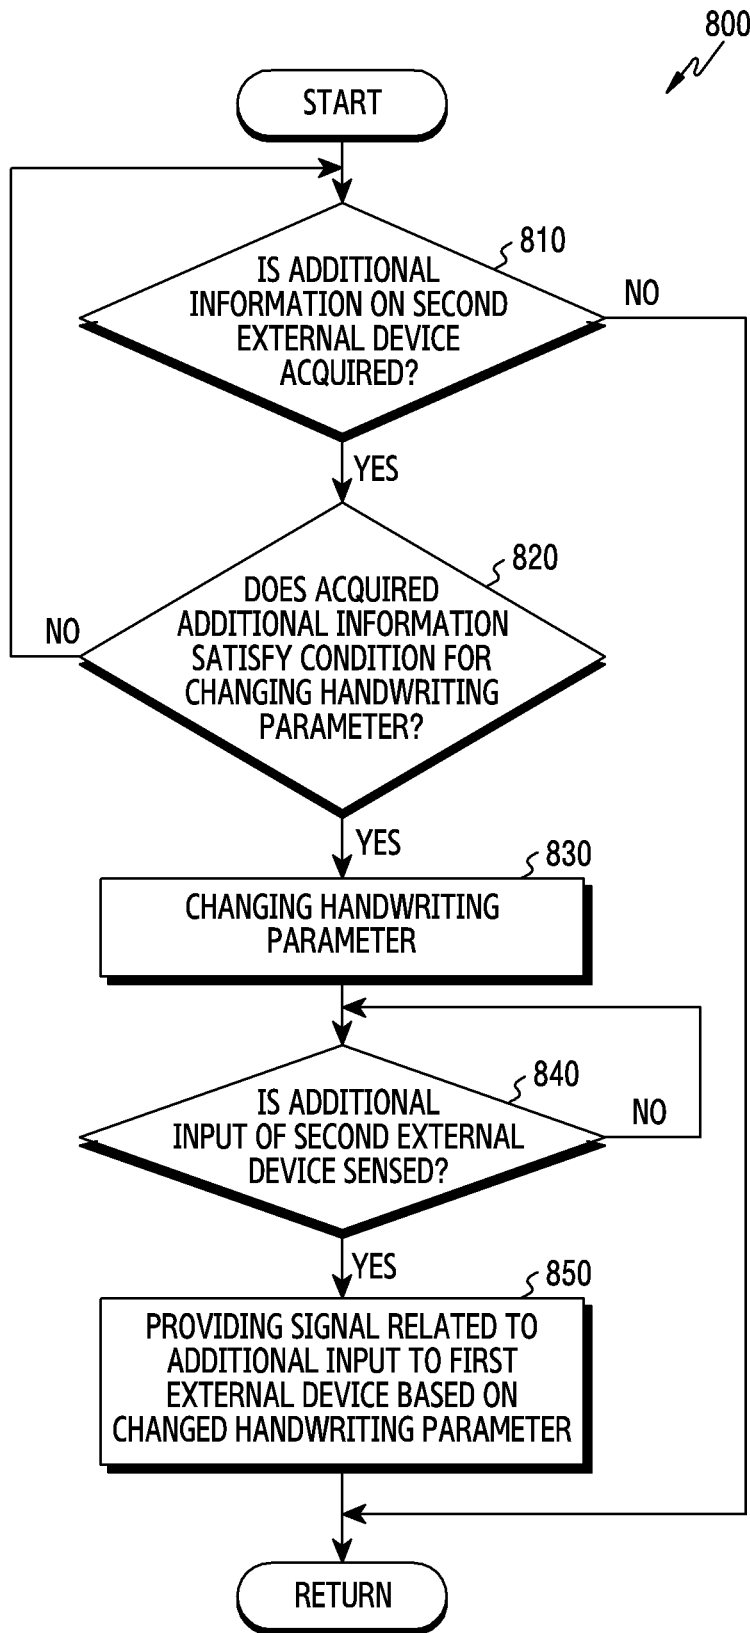 800
START
810
IS ADDITIONAL
INFORMATION ON SECOND
EXTERNAL DEVICE
ACQUIRED?
NO
YES
820
DOES ACQUIRED
ADDITIONAL INFORMATION
SATISFY CONDITION FOR
CHANGING HANDWRITING
PARAMETER?
NO
YES
830
CHANGING HANDWRITING
PARAMETER
840
IS ADDITIONAL
INPUT OF SECOND EXTERNAL
DEVICE SENSED?
NO
YES
850
PROVIDING SIGNAL RELATED TO
ADDITIONAL INPUT TO FIRST
EXTERNAL DEVICE BASED ON
CHANGED HANDWRITING PARAMETER
RETURN